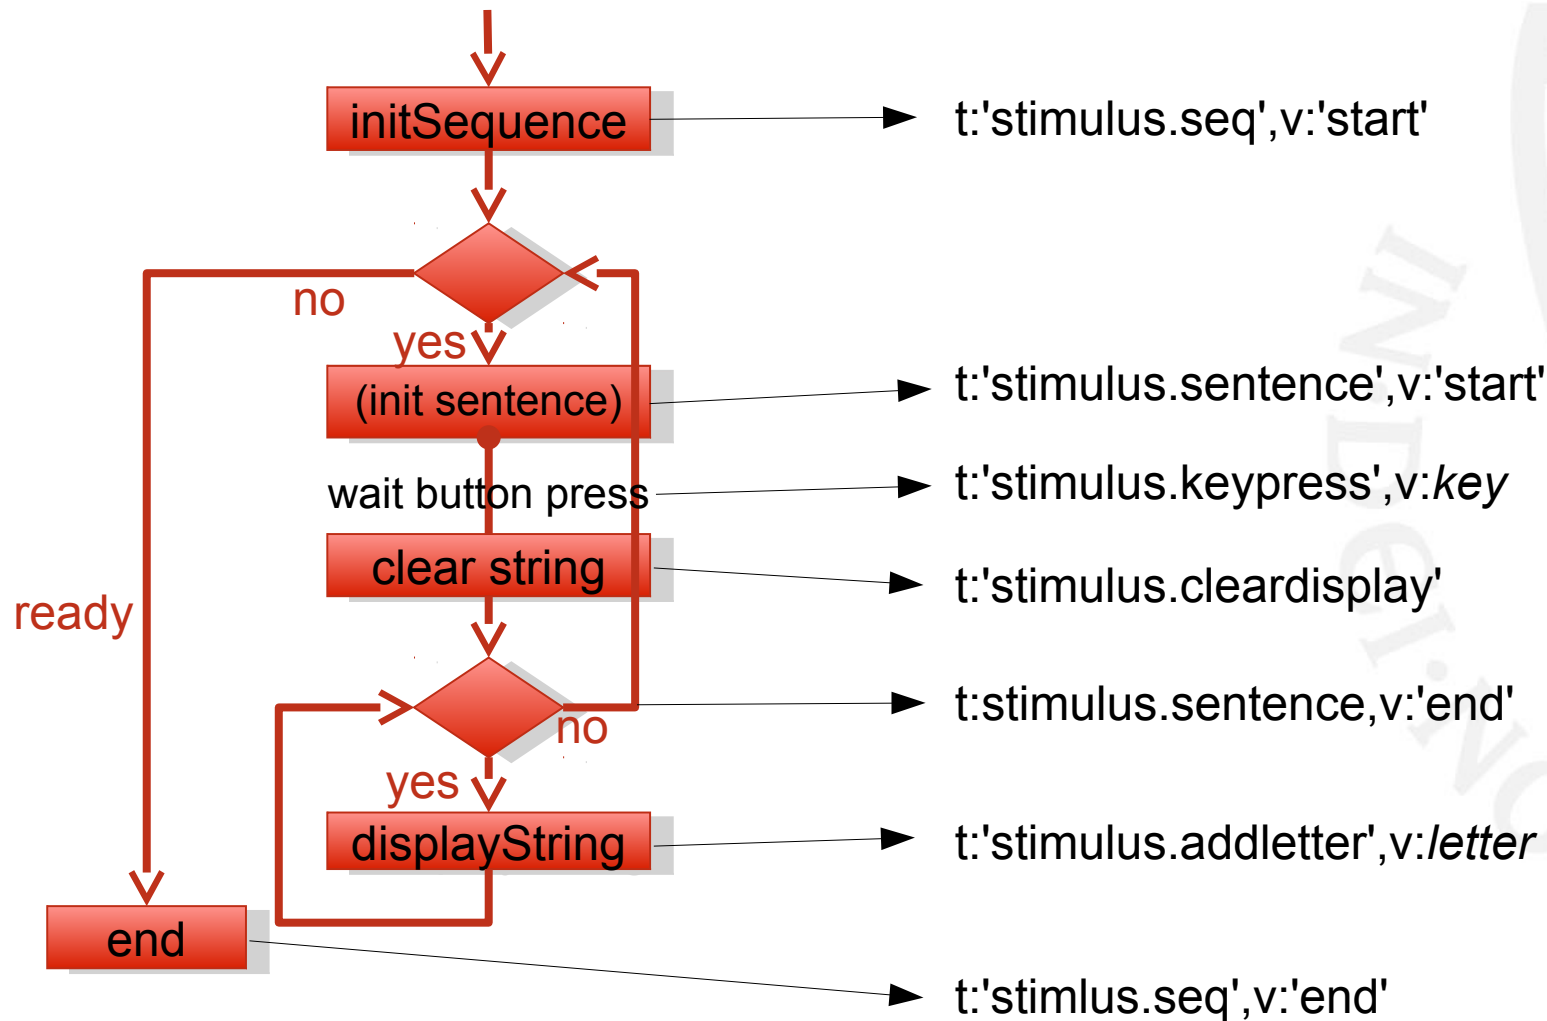 initSequence
t:'stimulus.seq',v:'start'
no
yes
(init sentence)
t:'stimulus.sentence',v:'start'
wait button press
t:'stimulus.keypress',v:key
clear string
t:'stimulus.cleardisplay'
ready
no
t:stimulus.sentence,v:'end'
yes
displayString
t:'stimulus.addletter',v:letter
end
t:'stimlus.seq',v:'end'